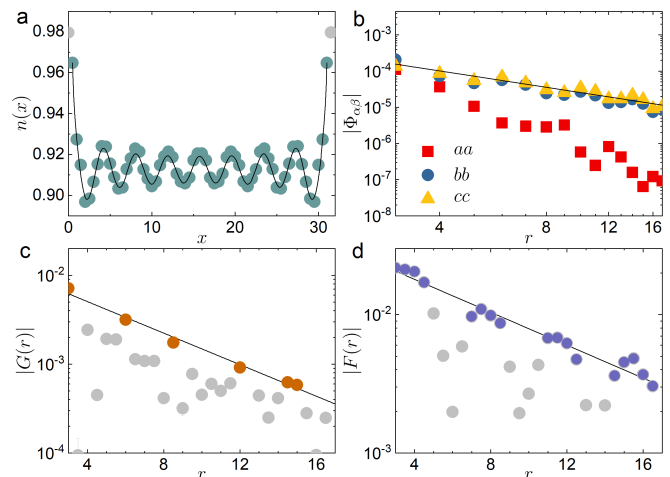 a
0.98
0.96
0.94
0.92
0.90
n(x)
0
10
20
30
x
b
10⁻³
10⁻⁴
10⁻⁵
10⁻⁶
10⁻⁷
10⁻⁸
|Φαβ|
aa
bb
cc
4
8
12
16
r
c
10⁻²
10⁻³
10⁻⁴
|G(r)|
4
8
12
16
r
d
10⁻²
10⁻³
|F(r)|
4
8
12
16
r